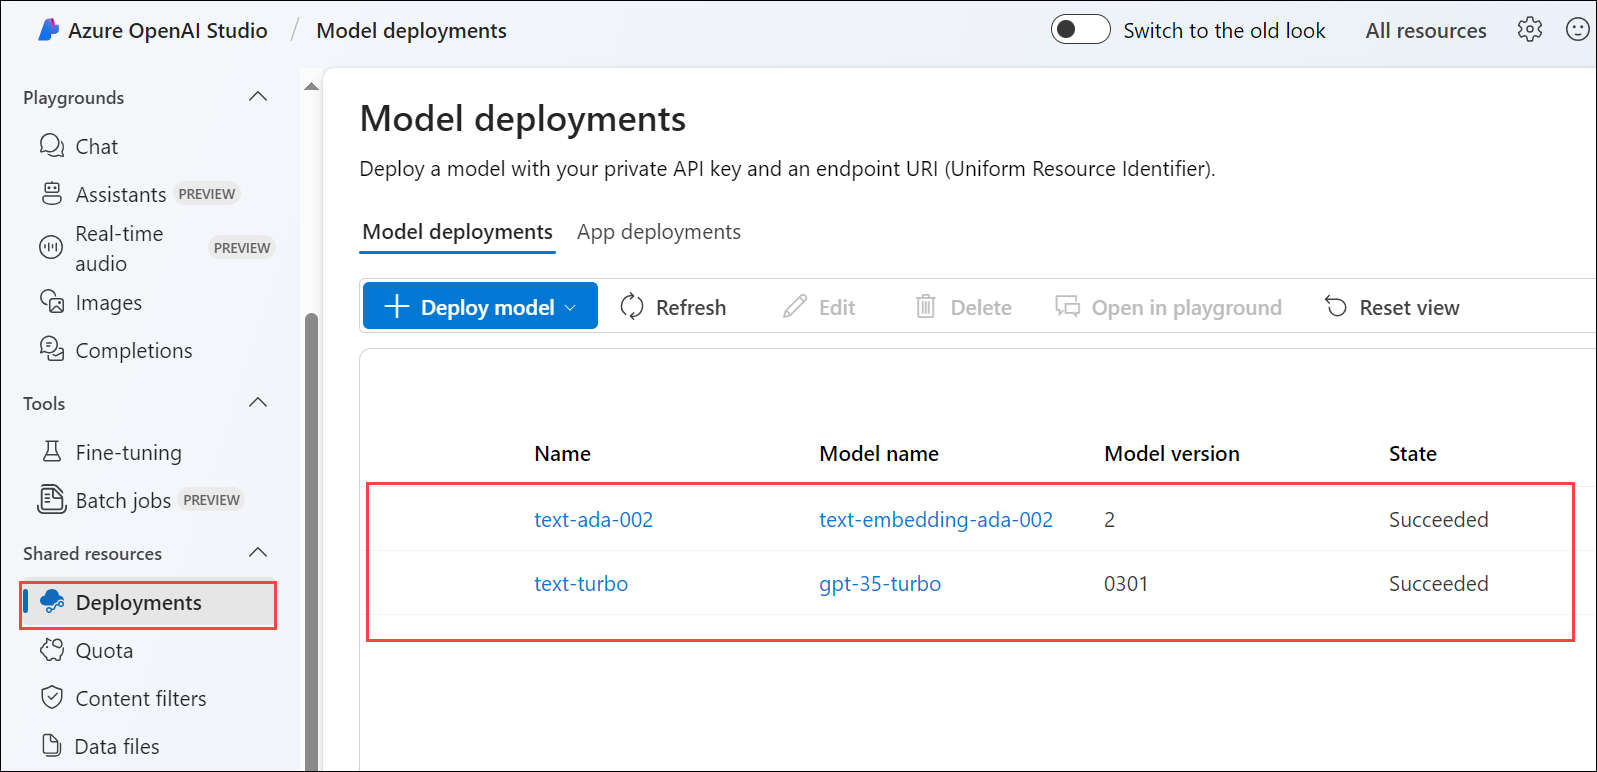 Azure OpenAI Studio / Model deployments
Switch to the old look
All resources
Playgrounds
Chat
Assistants PREVIEW
Real-time
audio
PREVIEW
Images
Completions
Tools
Fine-tuning
Batch jobs PREVIEW
Shared resources
Deployments
Quota
Content filters
Data files
Model deployments
Deploy a model with your private API key and an endpoint URI (Uniform Resource Identifier).
Model deployments App deployments
Deploy model Refresh Edit Delete Open in playground Reset view
Name Model name Model version State
text-ada-002 text-embedding-ada-002 2 Succeeded
text-turbo gpt-35-turbo 0301 Succeeded